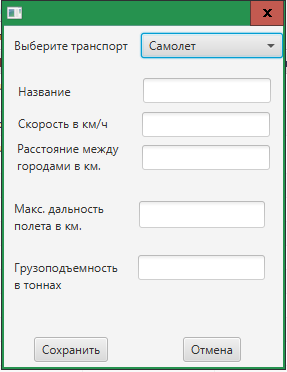 Выберите транспорт Самолет
Название
Скорость в км/ч
Расстояние между
городами в км.
Макс. дальность
полета в км.
Грузоподъемность
в тоннах
Сохранить Отмена